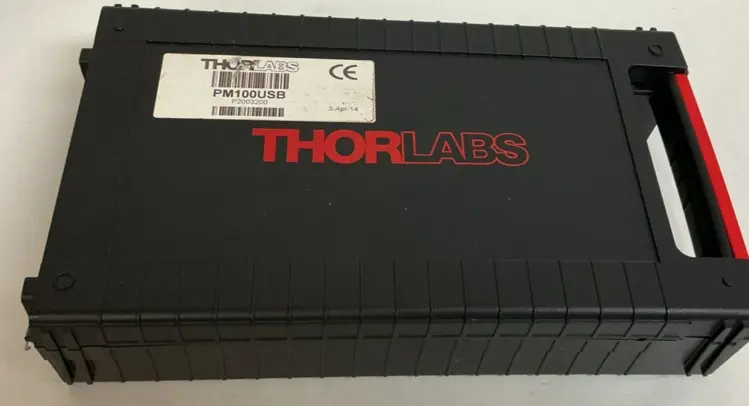 THORLABS
CE
PM100USB
P2003200
3-Apr-14
THORLABS